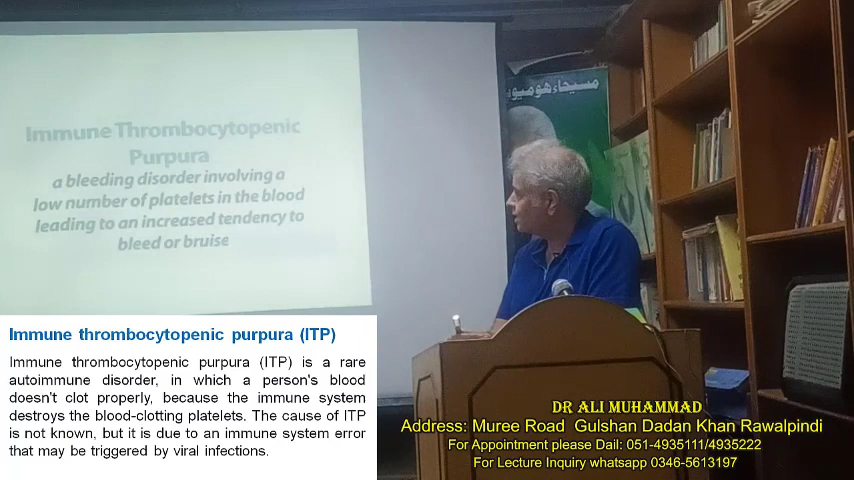 Immune Thrombocytopenic
Purpura
a bleeding disorder involving a
low number of platelets in the blood
leading to an increased tendency to
bleed or bruise
مسیحاء ہومیو
Immune thrombocytopenic purpura (ITP)
Immune thrombocytopenic purpura (ITP) is a rare
autoimmune disorder, in which a person's blood
doesn't clot properly, because the immune system
destroys the blood-clotting platelets. The cause of ITP
is not known, but it is due to an immune system error
that may be triggered by viral infections.
DR ALI MUHAMMAD
Address: Muree Road Gulshan Dadan Khan Rawalpindi
For Appointment please Dail: 051-4935111/4935222
For Lecture Inquiry whatsapp 0346-5613197